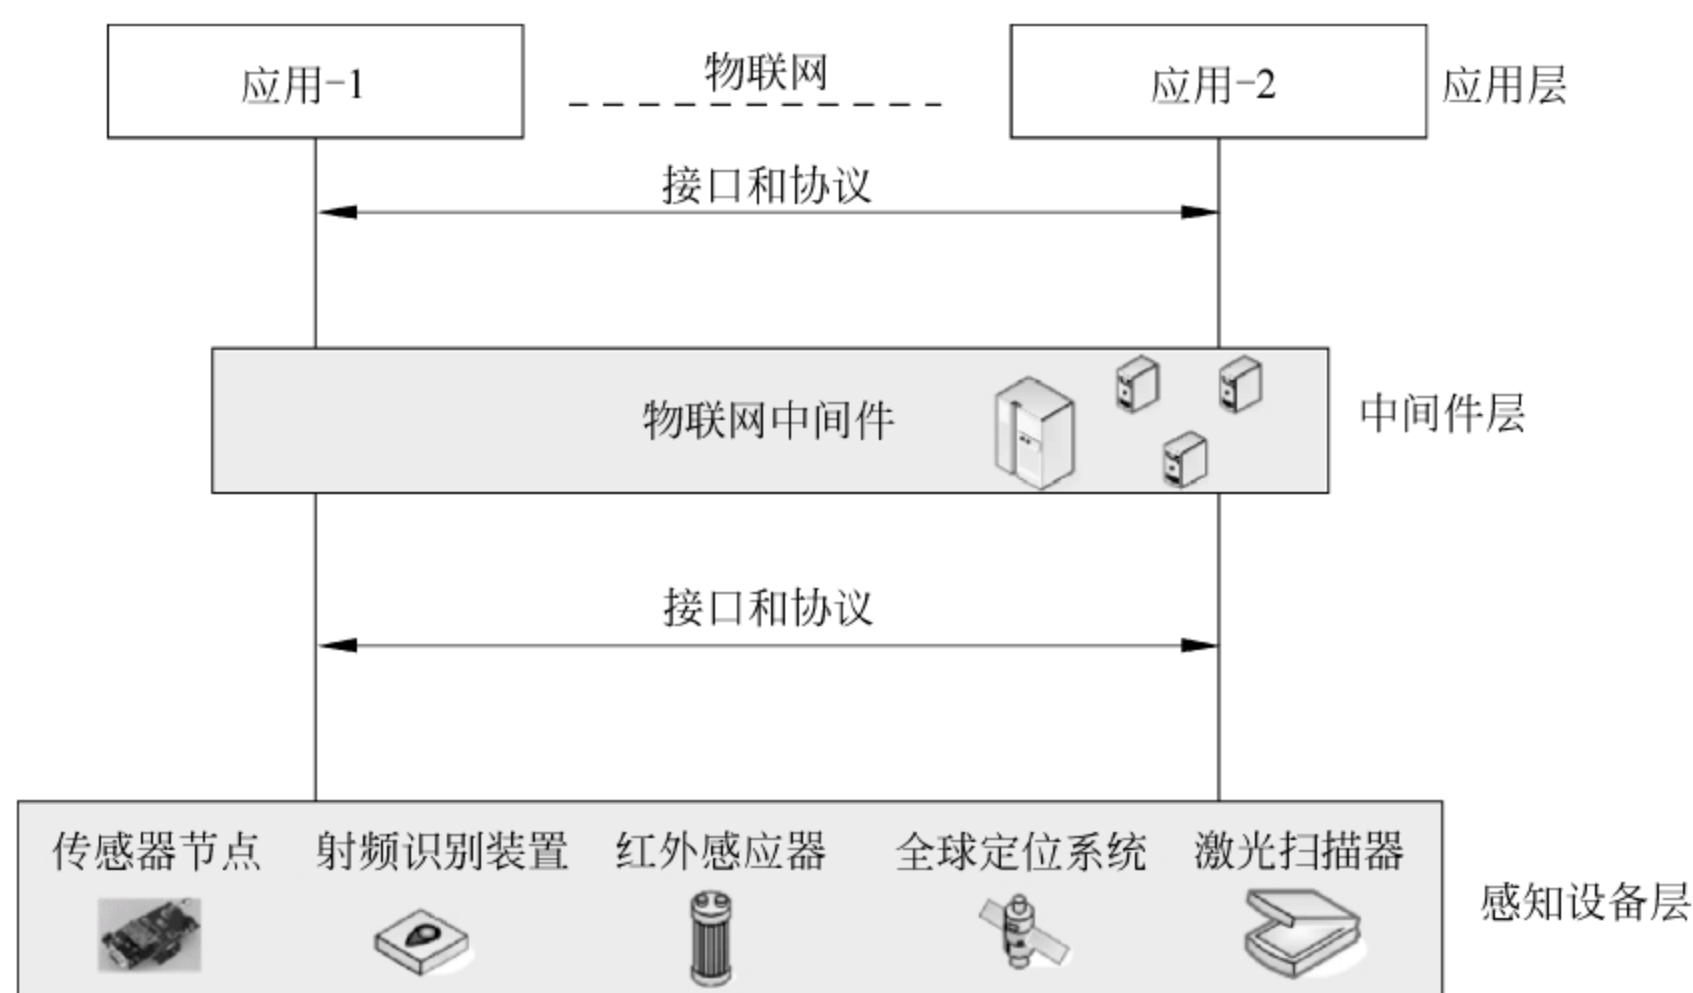 应用-1
物联网
应用-2
应用层
接口和协议
物联网中间件
中间件层
接口和协议
传感器节点
射频识别装置
红外感应器
全球定位系统
激光扫描器
感知设备层